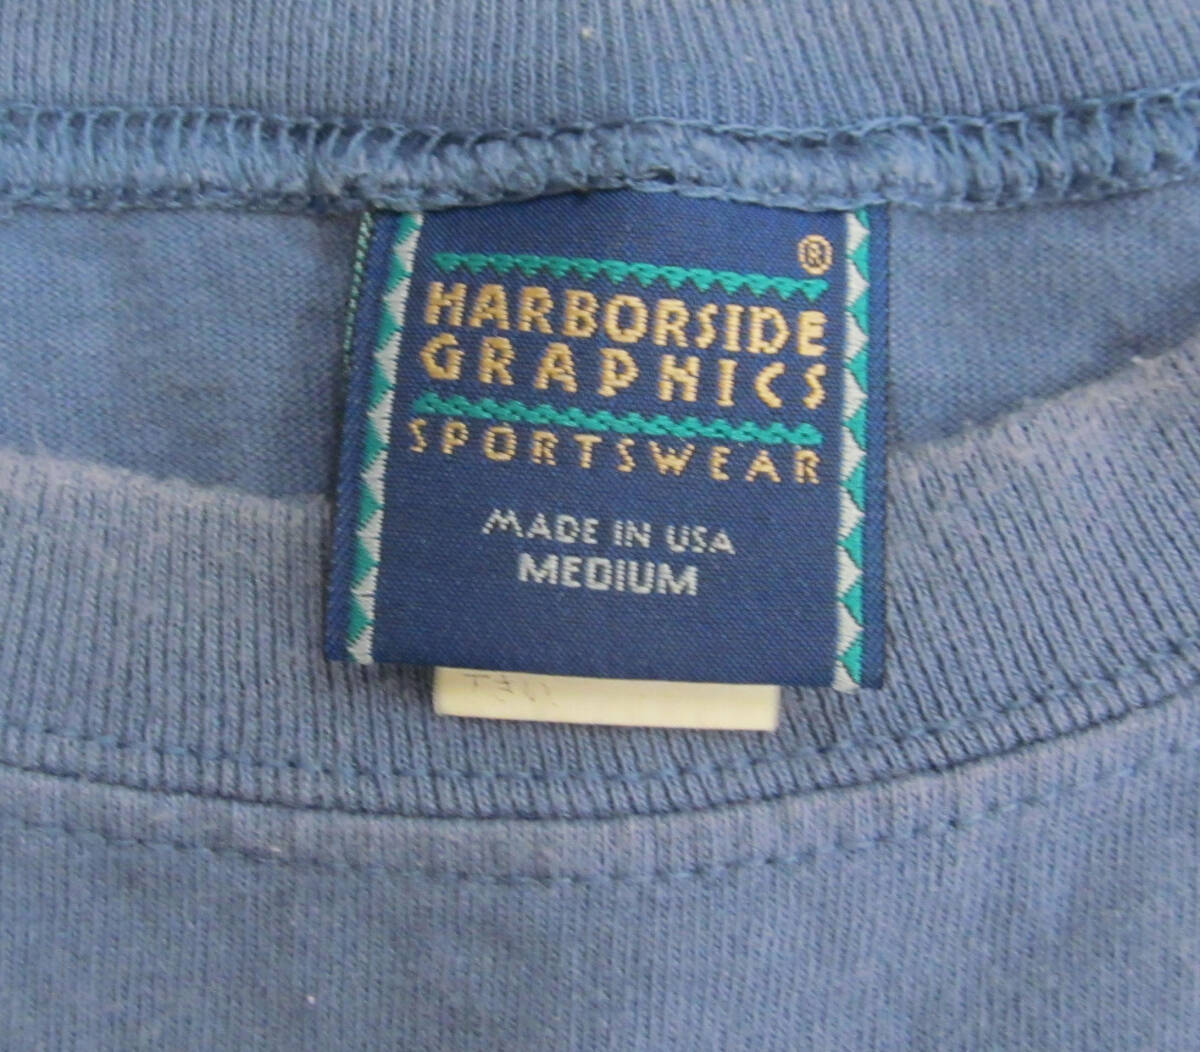 ®
HARBORSIDE
GRAPHICS
SPORTSWEAR
MADE IN USA
MEDIUM